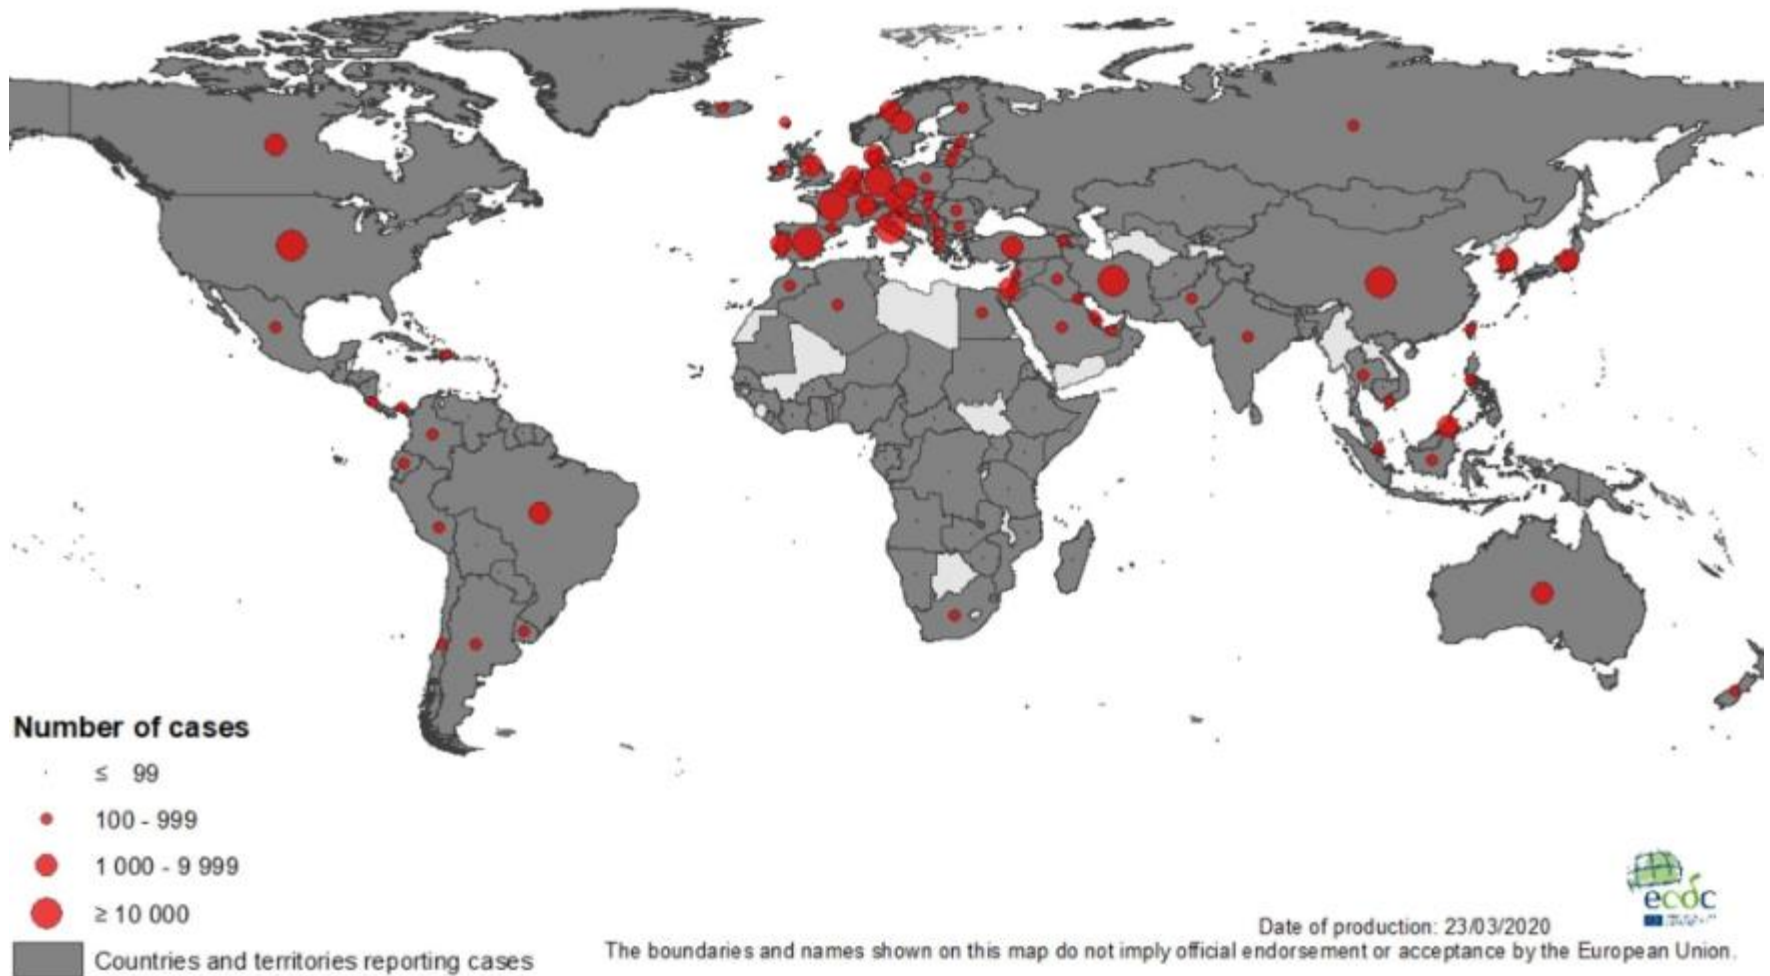 Number of cases
≤ 99
100 - 999
1 000 - 9 999
≥ 10 000
Countries and territories reporting cases
ecdc
Date of production: 23/03/2020
The boundaries and names shown on this map do not imply official endorsement or acceptance by the European Union.